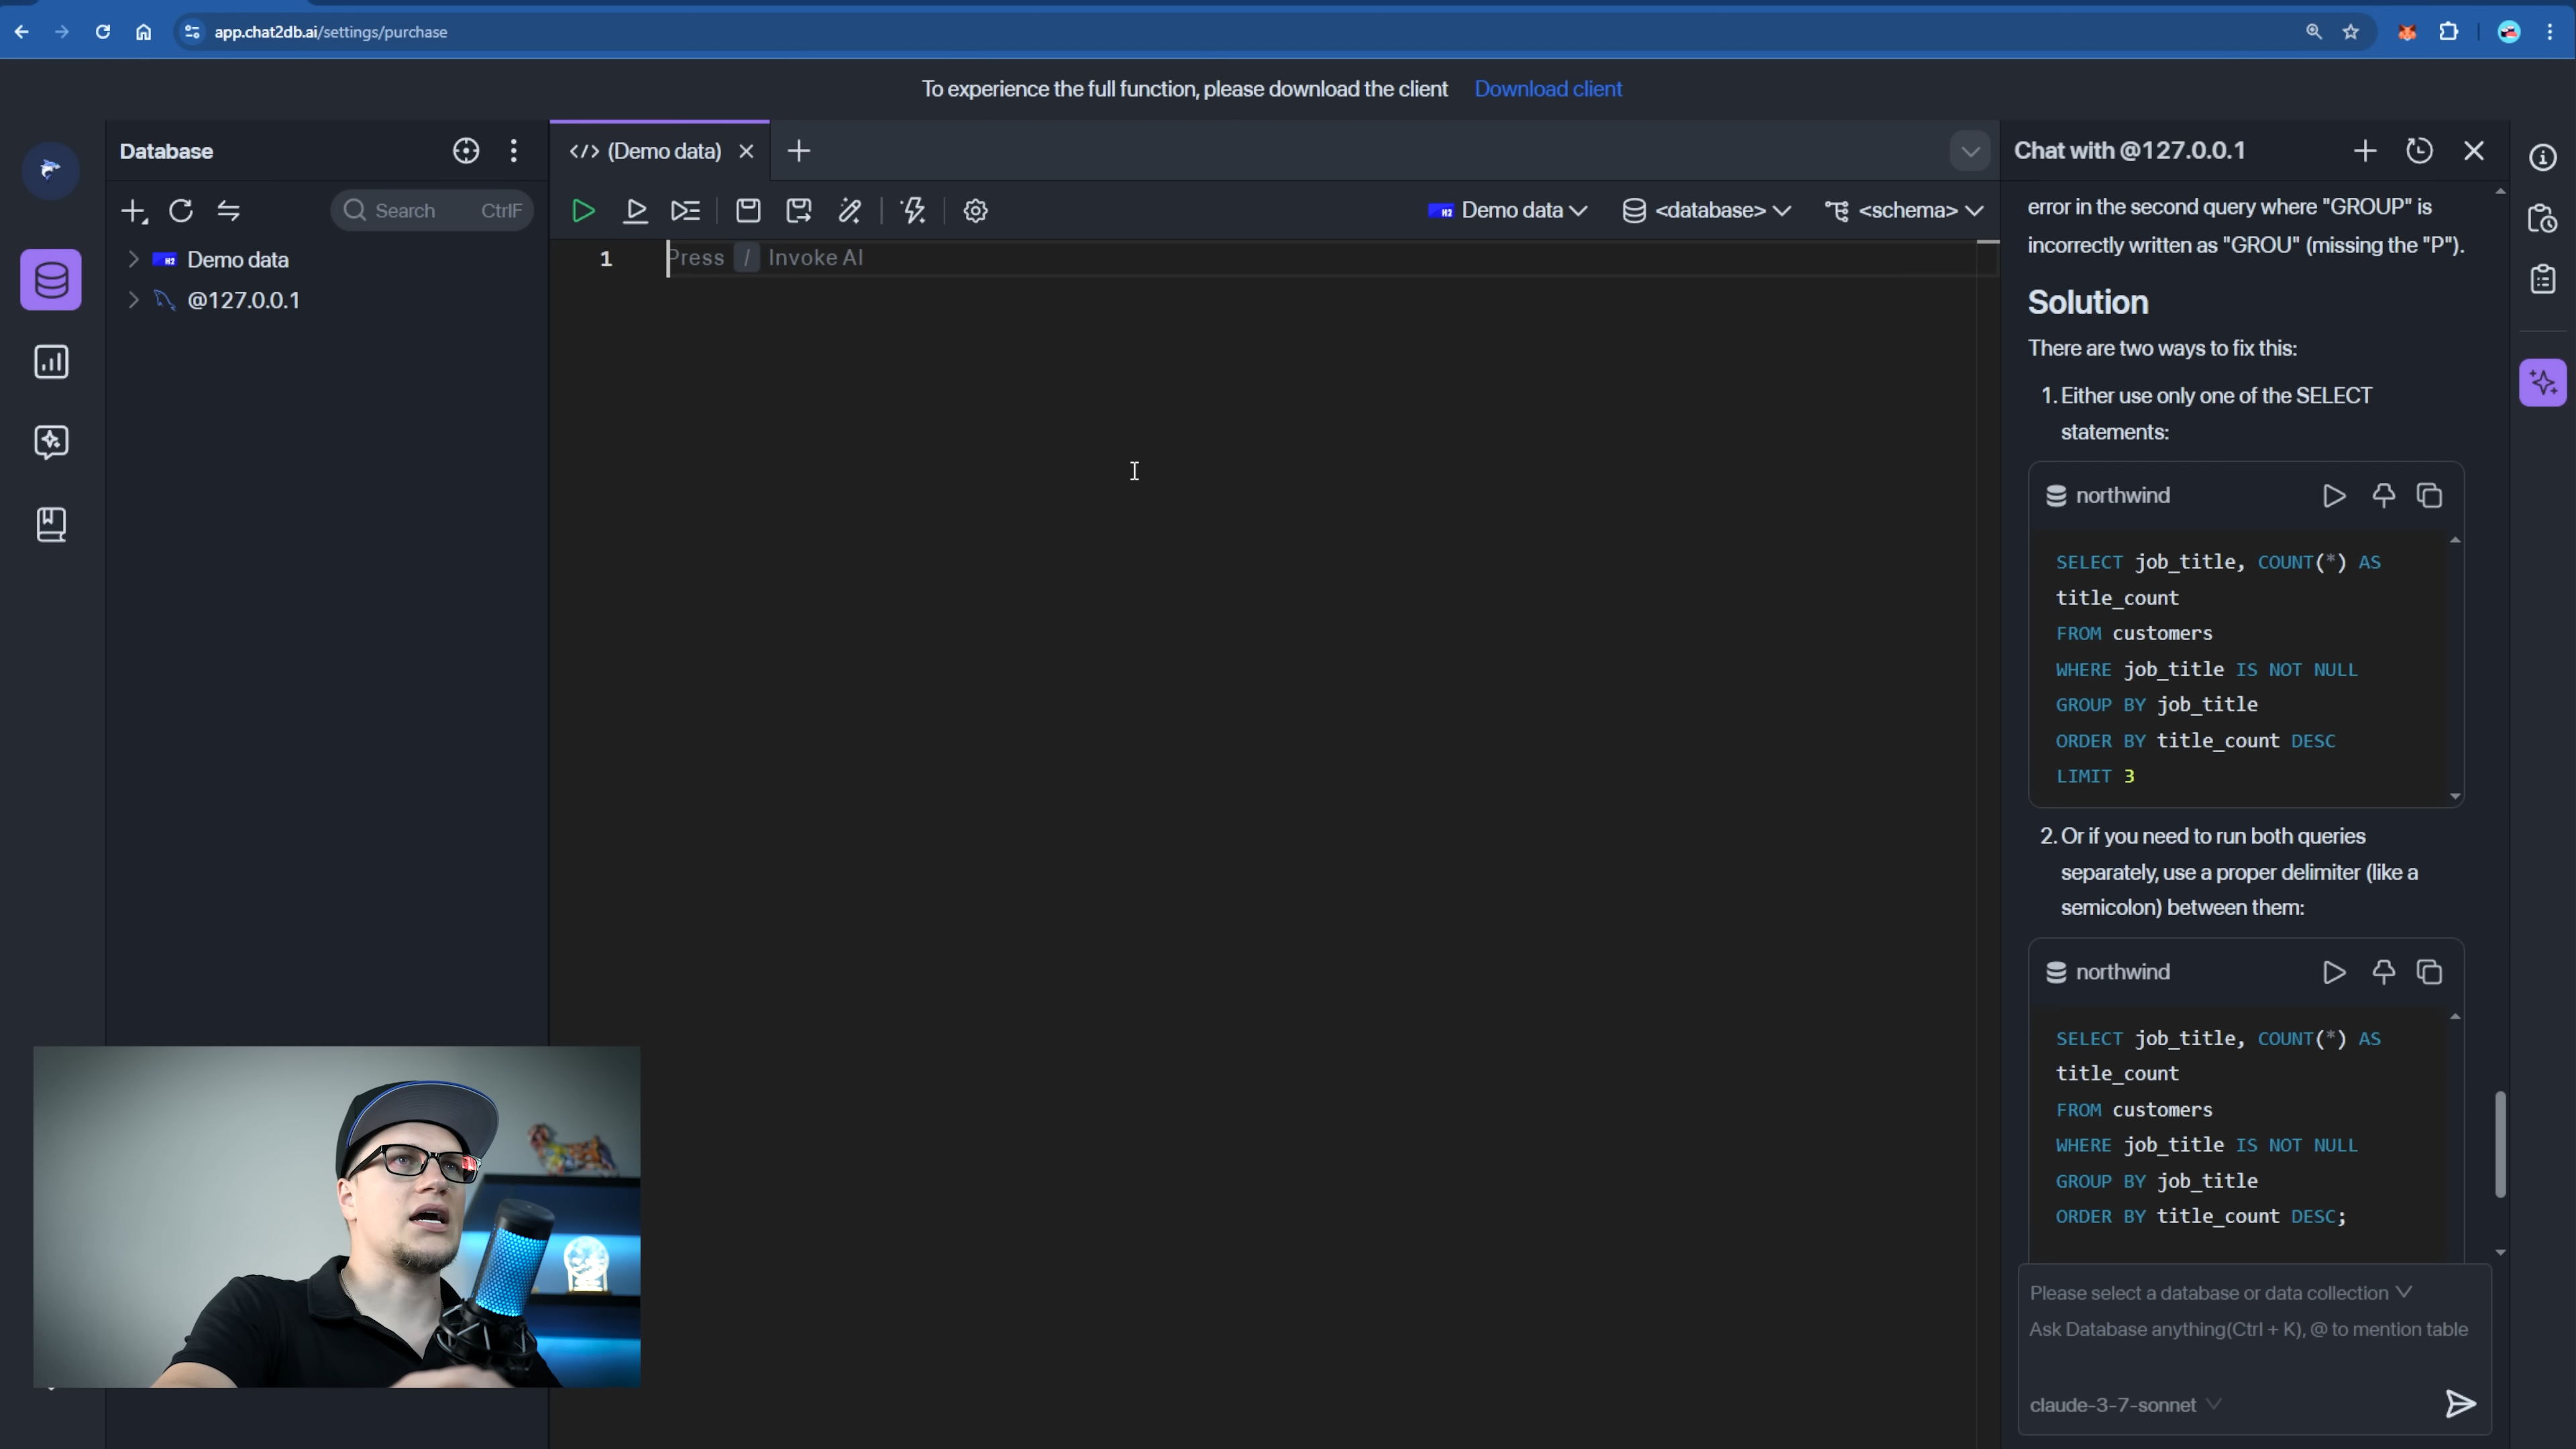 app.chat2db.ai/settings/purchase
To experience the full function, please download the client Download client
Database
Search CtrlF
H2 Demo data
@127.0.0.1
</> (Demo data)
H2 Demo data <database> <schema>
1 Press / Invoke AI
Chat with @127.0.0.1
error in the second query where "GROUP" is
incorrectly written as "GROU" (missing the "P").
Solution
There are two ways to fix this:
1. Either use only one of the SELECT
statements:
northwind
SELECT job_title, COUNT(*) AS
title_count
FROM customers
WHERE job_title IS NOT NULL
GROUP BY job_title
ORDER BY title_count DESC
LIMIT 3
2. Or if you need to run both queries
separately, use a proper delimiter (like a
semicolon) between them:
northwind
SELECT job_title, COUNT(*) AS
title_count
FROM customers
WHERE job_title IS NOT NULL
GROUP BY job_title
ORDER BY title_count DESC;
Please select a database or data collection
Ask Database anything(Ctrl + K), @ to mention table
claude-3-7-sonnet